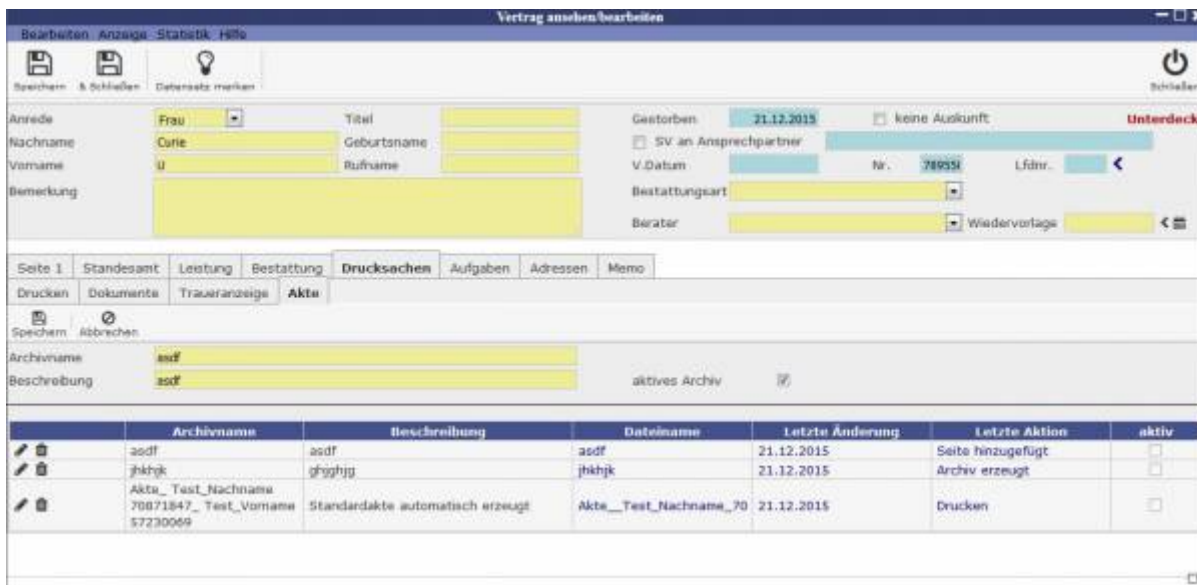 Vertrag ansehen/bearbeiten
Bearbeiten Anzeige Statistik Hilfe
Speichern & Schließen Datensatz merken Schließen
Anrede Frau Titel Gestorben 21.12.2015 keine Auskunft Unterdeck
Nachname Curie Geburtsname SV an Ansprechpartner
Vorname Rufname V.Datum Nr. Lfdnr.
Bemerkung Bestattungsart
Berater Wiedervorlage
Seite 1 Standesamt Leistung Bestattung Drucksachen Aufgaben Adressen Memo
Drucken Dokumente Traueranzeige Akte
Speichern Abbrechen
Archivname asdf
Beschreibung asdf aktives Archiv
Archivname Beschreibung Dateiname Letzte Änderung Letzte Aktion aktiv
asdf asdf asdf 21.12.2015 Seite hinzugefügt
jhkhjk ghjghjg jhkhjk 21.12.2015 Archiv erzeugt
Akte_ Test_Nachname
70871847_ Test_Vorname Standardakte automatisch erzeugt Akte__Test_Nachname_70 21.12.2015 Drucken
57230069